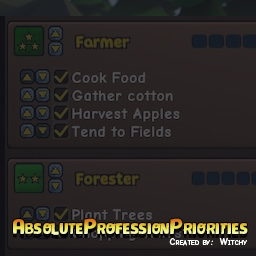 Farmer
Cook Food
Gather cotton
Harvest Apples
Tend to Fields
Forester
Plant Trees
AbsoluteProfessionPriorities
Created by: Witchy